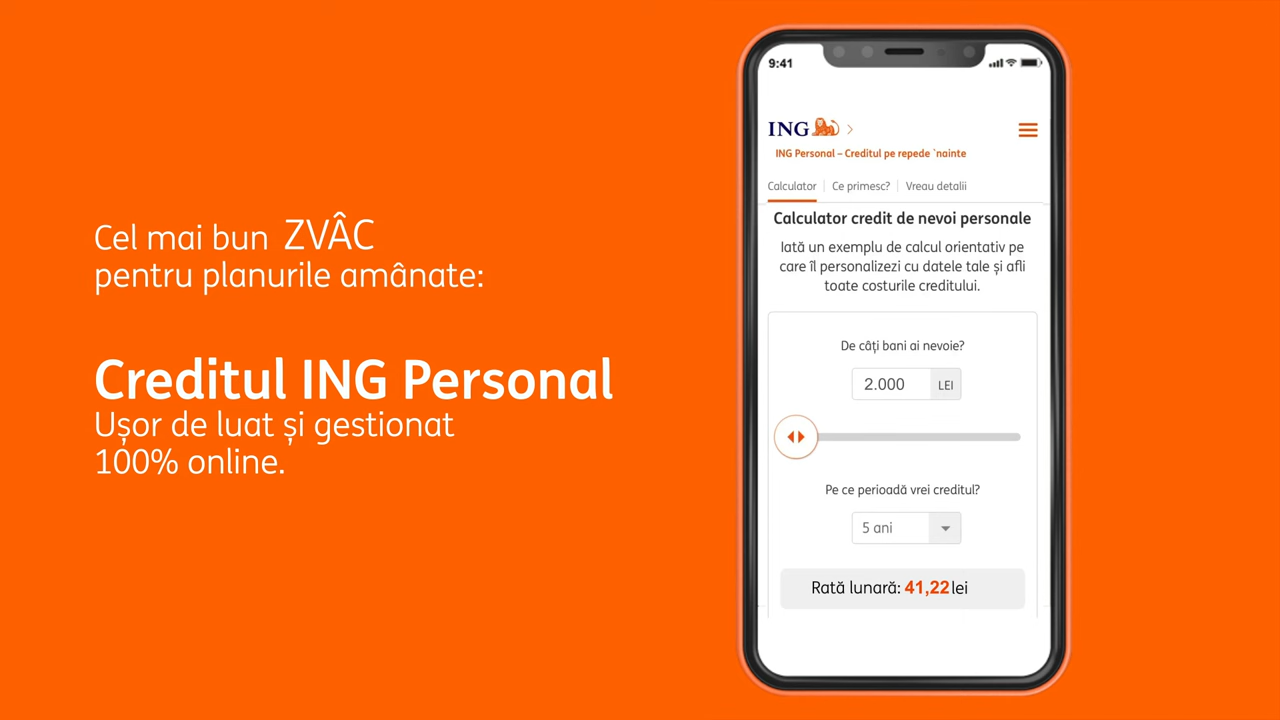 Cel mai bun ZVÂC
pentru planurile amânate:
Creditul ING Personal
Ușor de luat și gestionat
100% online.
9:41
ING
ING Personal – Creditul pe repede `nainte
Calculator | Ce primesc? | Vreau detalii
Calculator credit de nevoi personale
Iată un exemplu de calcul orientativ pe
care îl personalizezi cu datele tale și afli
toate costurile creditului.
De câți bani ai nevoie?
2.000 LEI
Pe ce perioadă vrei creditul?
5 ani
Rată lunară: 41,22 lei